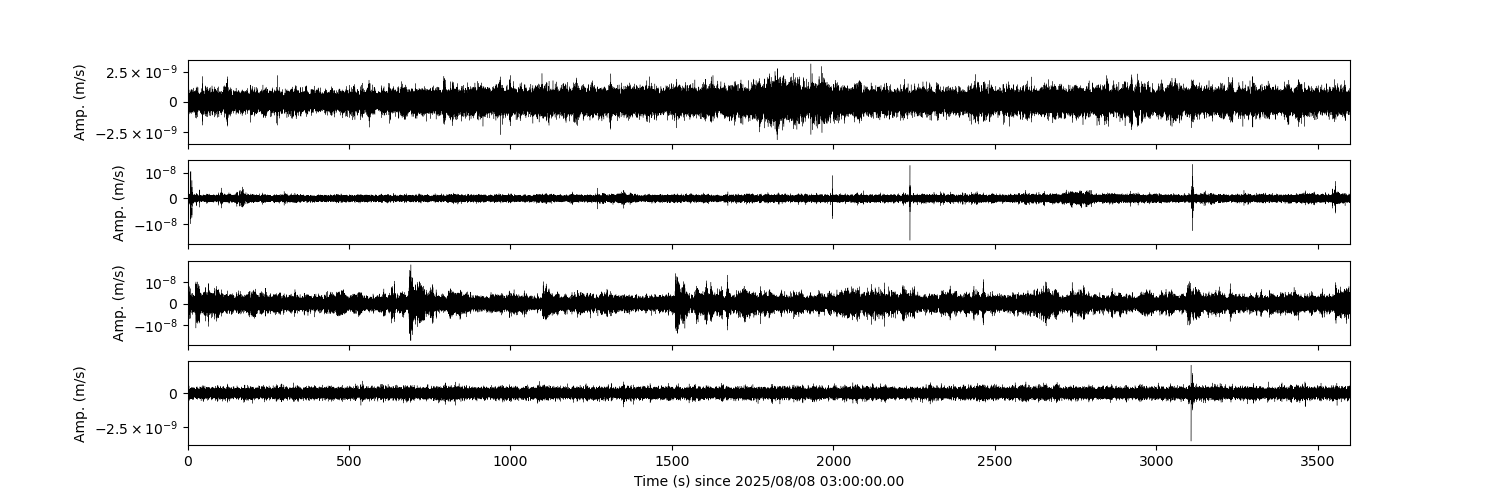 Amp. (m/s)
2.5 × 10⁻⁹
0
−2.5 × 10⁻⁹
Amp. (m/s)
10⁻⁸
0
−10⁻⁸
Amp. (m/s)
10⁻⁸
0
−10⁻⁸
Amp. (m/s)
0
−2.5 × 10⁻⁹
0 500 1000 1500 2000 2500 3000 3500
Time (s) since 2025/08/08 03:00:00.00